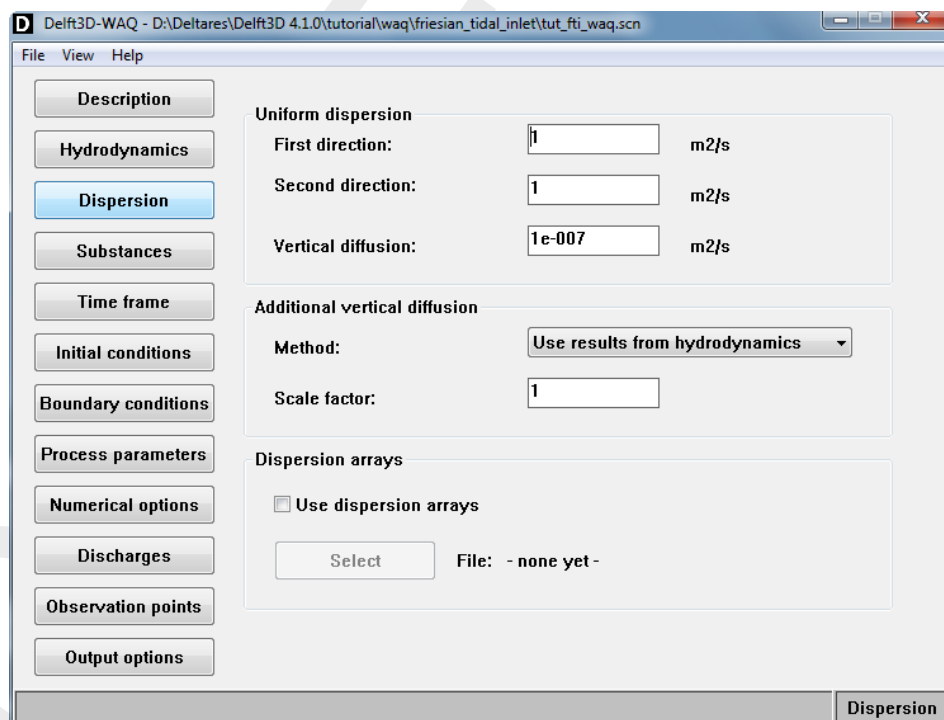 D Delft3D-WAQ - D:\Deltares\Delft3D 4.1.0\tutorial\waq\friesian_tidal_inlet\tut_fti_waq.scn
File View Help
Description
Hydrodynamics
Dispersion
Substances
Time frame
Initial conditions
Boundary conditions
Process parameters
Numerical options
Discharges
Observation points
Output options
Uniform dispersion
First direction: 1 m2/s
Second direction: 1 m2/s
Vertical diffusion: 1e-007 m2/s
Additional vertical diffusion
Method: Use results from hydrodynamics
Scale factor: 1
Dispersion arrays
Use dispersion arrays
Select File: - none yet -
Dispersion